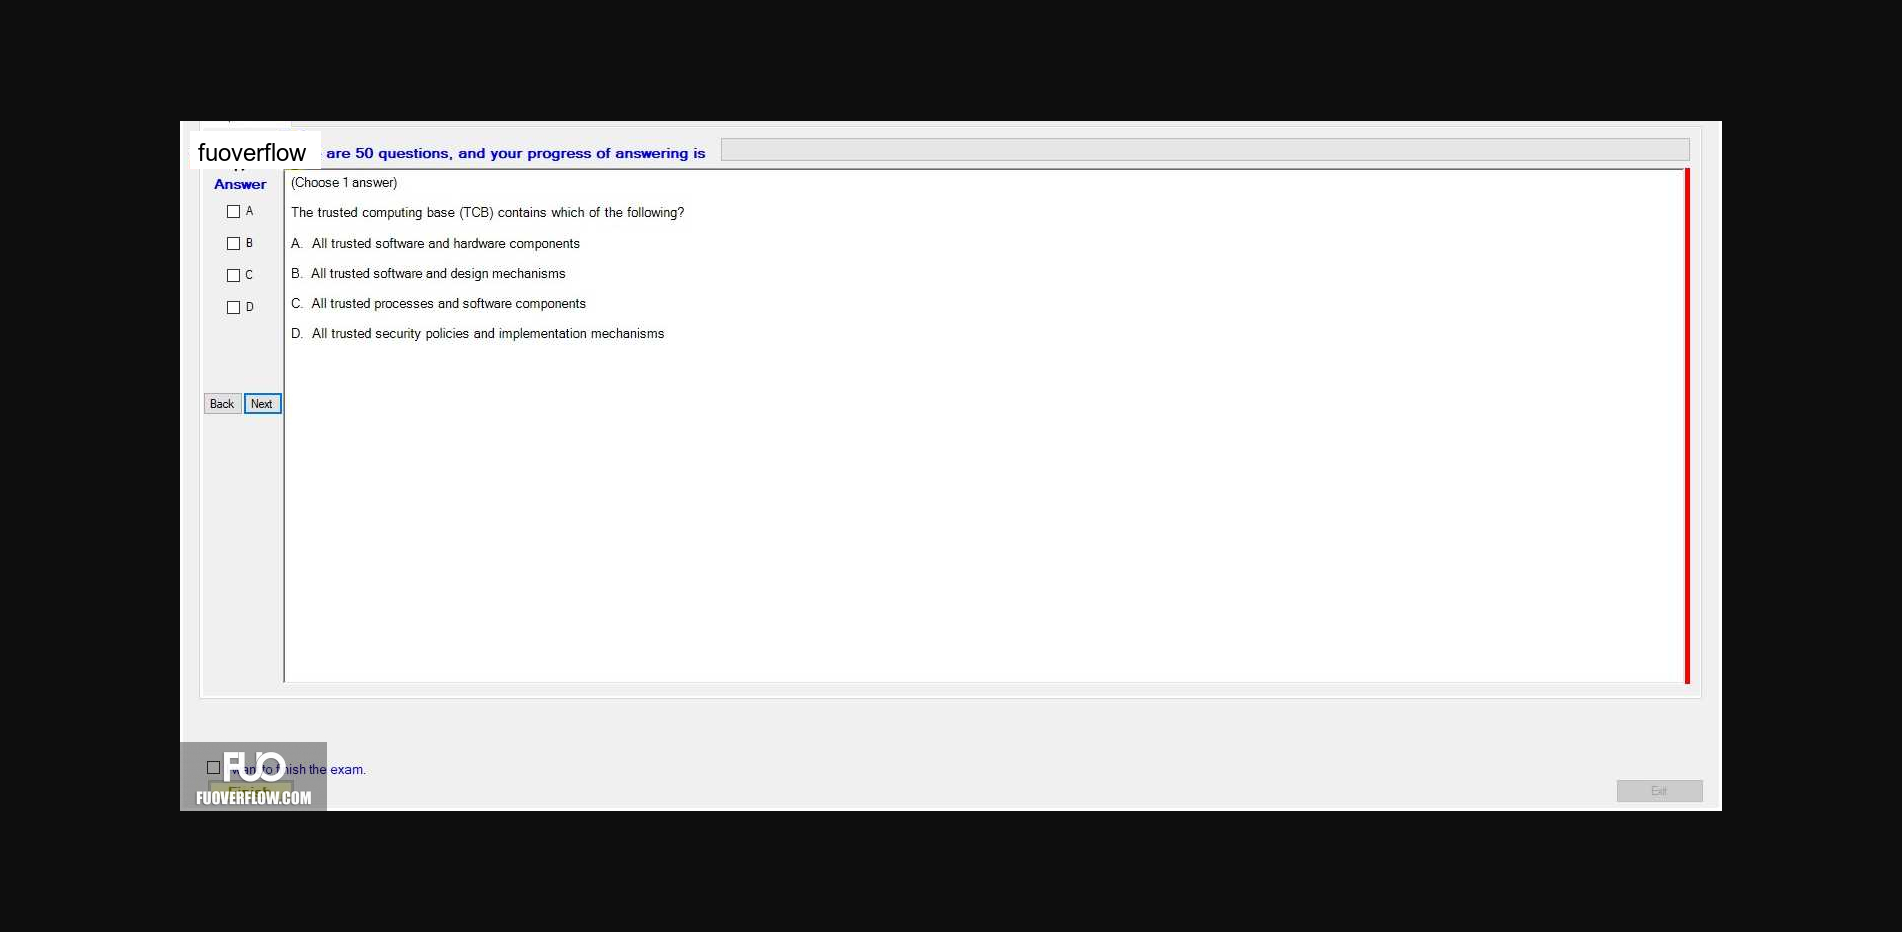 fuoverflow are 50 questions, and your progress of answering is
Answer
(Choose 1 answer)
A
The trusted computing base (TCB) contains which of the following?
B
A. All trusted software and hardware components
C
B. All trusted software and design mechanisms
D
C. All trusted processes and software components
D. All trusted security policies and implementation mechanisms
Back Next
FUO
want to finish the exam.
Finish
FUOVERFLOW.COM
Exit